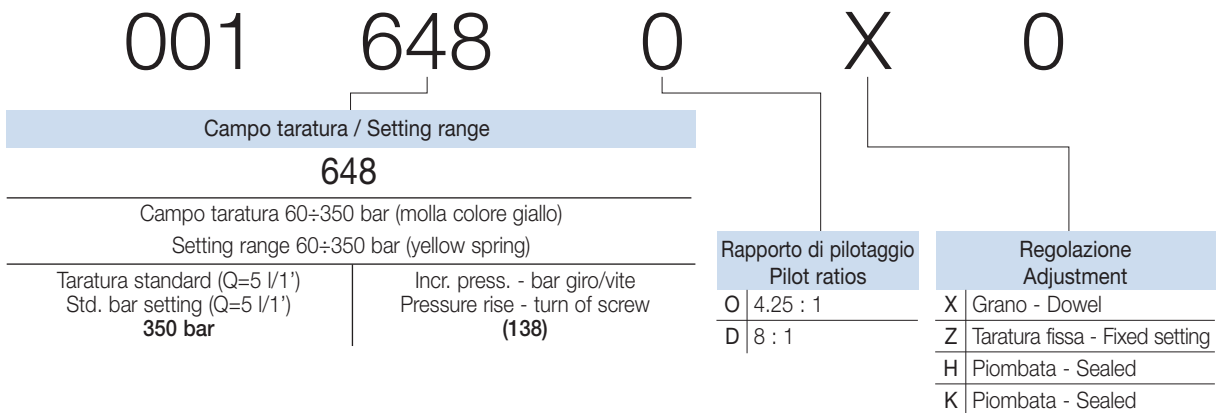 001 648 0 X 0
Campo taratura / Setting range
648
Campo taratura 60÷350 bar (molla colore giallo)
Setting range 60÷350 bar (yellow spring)
Taratura standard (Q=5 l/1')
Std. bar setting (Q=5 l/1')
350 bar
Incr. press. - bar giro/vite
Pressure rise - turn of screw
(138)
Rapporto di pilotaggio
Pilot ratios
O 4.25 : 1
D 8 : 1
Regolazione
Adjustment
X Grano - Dowel
Z Taratura fissa - Fixed setting
H Piombata - Sealed
K Piombata - Sealed